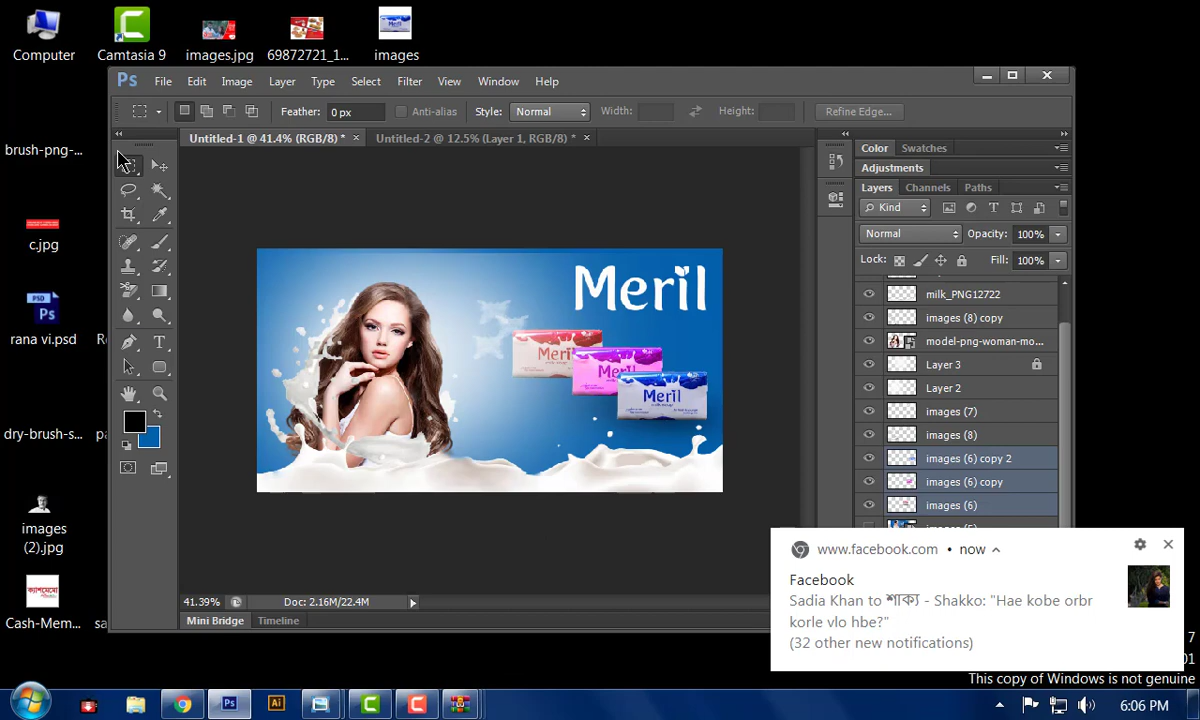 Computer
Camtasia 9
images.jpg
69872721_1...
images
brush-png-...
c.jpg
rana vi.psd
dry-brush-s...
images
(2).jpg
Cash-Mem...
Ps
File Edit Image Layer Type Select Filter View Window Help
Feather: 0 px Anti-alias Style: Normal Width: Height: Refine Edge...
Untitled-1 @ 41.4% (RGB/8) * × Untitled-2 @ 12.5% (Layer 1, RGB/8) * ×
Meril
Meril
Meril
Color Swatches
Adjustments
Layers Channels Paths
Kind
Normal Opacity: 100%
Lock: Fill: 100%
milk_PNG12722
images (8) copy
model-png-woman-mo...
Layer 3
Layer 2
images (7)
images (8)
images (6) copy 2
images (6) copy
images (6)
41.39% Doc: 2.16M/22.4M
Mini Bridge Timeline
www.facebook.com • now
Facebook
Sadia Khan to শাক্য - Shakko: "Hae kobe orbr
korle vlo hbe?"
(32 other new notifications)
This copy of Windows is not genuine
6:06 PM